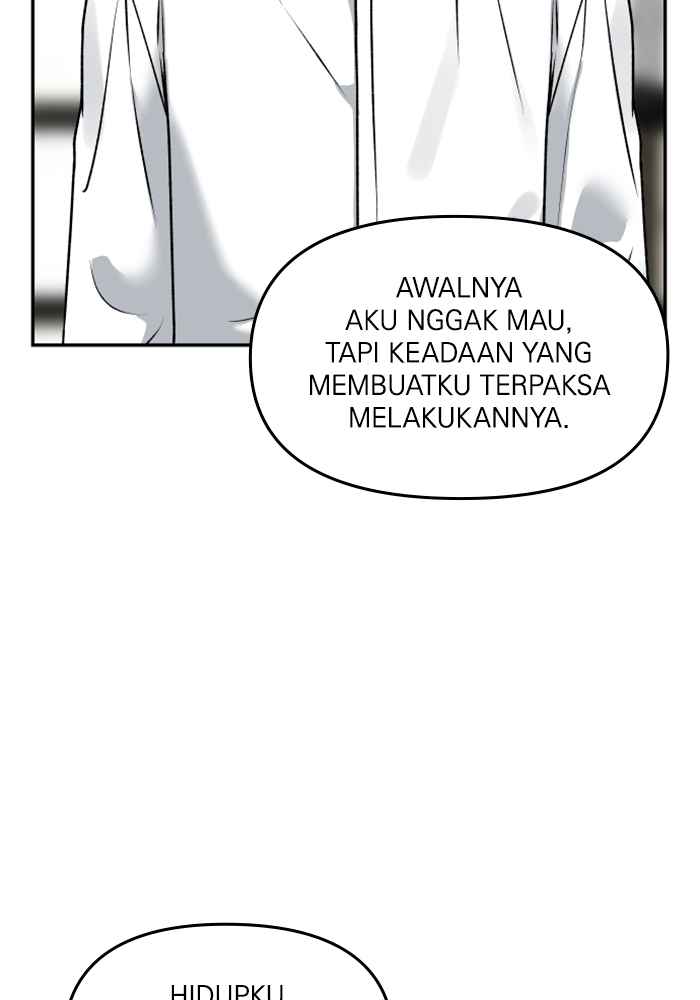 AWALNYA
AKU NGGAK MAU,
TAPI KEADAAN YANG
MEMBUATKU TERPAKSA
MELAKUKANNYA.
HIDUPKU